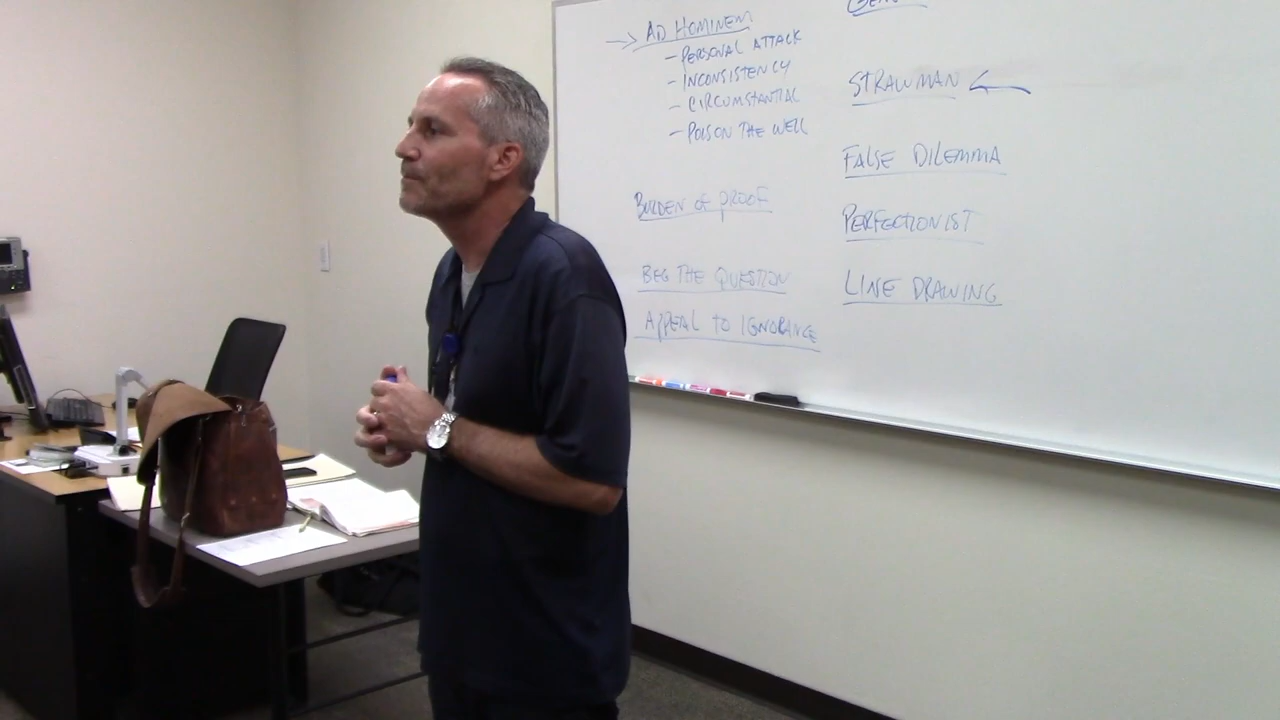 AD HOMINEM
- PERSONAL ATTACK
- INCONSISTENCY
- CIRCUMSTANTIAL
- POISON THE WELL
BURDEN OF PROOF
BEG THE QUESTION
APPEAL TO IGNORANCE
STRAWMAN
FALSE DILEMMA
PERFECTIONIST
LINE DRAWING